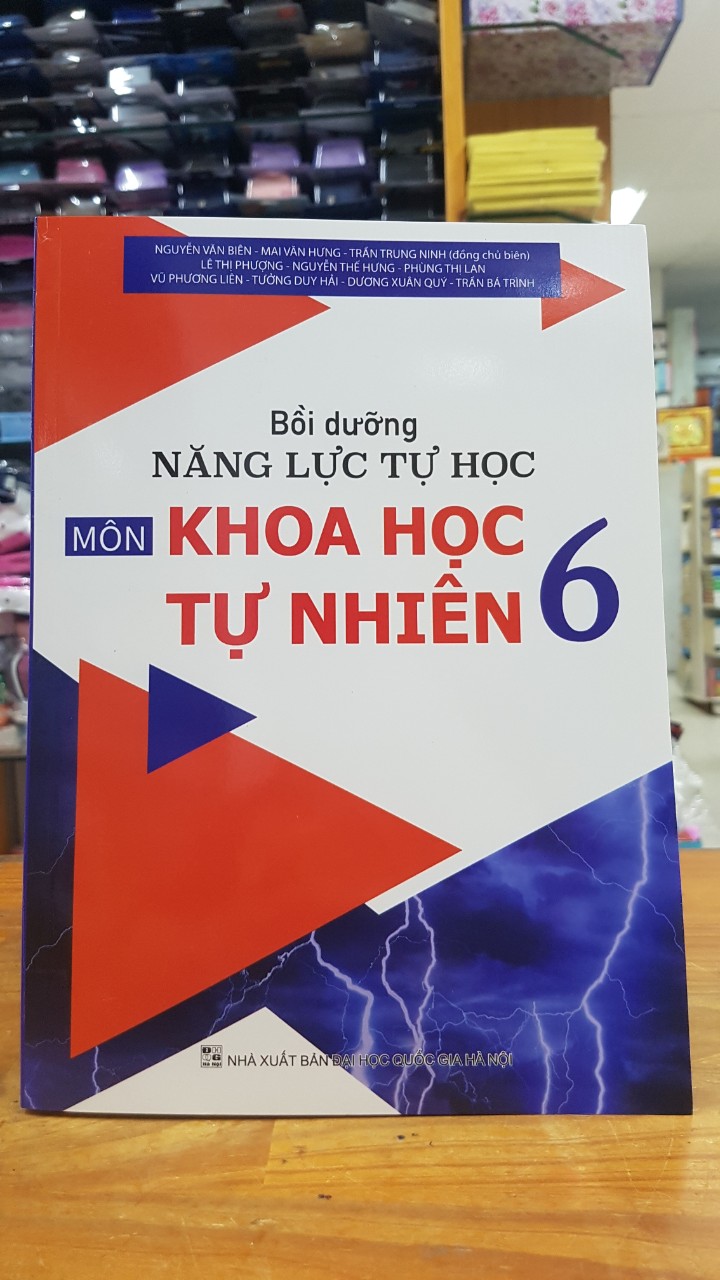 NGUYỄN VĂN BIÊN - MAI VĂN HƯNG - TRẦN TRUNG NINH (đồng chủ biên)
LÊ THỊ PHƯỢNG - NGUYỄN THẾ HƯNG - PHÙNG THỊ LAN
VŨ PHƯƠNG LIÊN - TƯỞNG DUY HẢI - DƯƠNG XUÂN QUÝ - TRẦN BÁ TRÌNH
Bồi dưỡng
NĂNG LỰC TỰ HỌC
MÔN KHOA HỌC
TỰ NHIÊN 6
NHÀ XUẤT BẢN ĐẠI HỌC QUỐC GIA HÀ NỘI